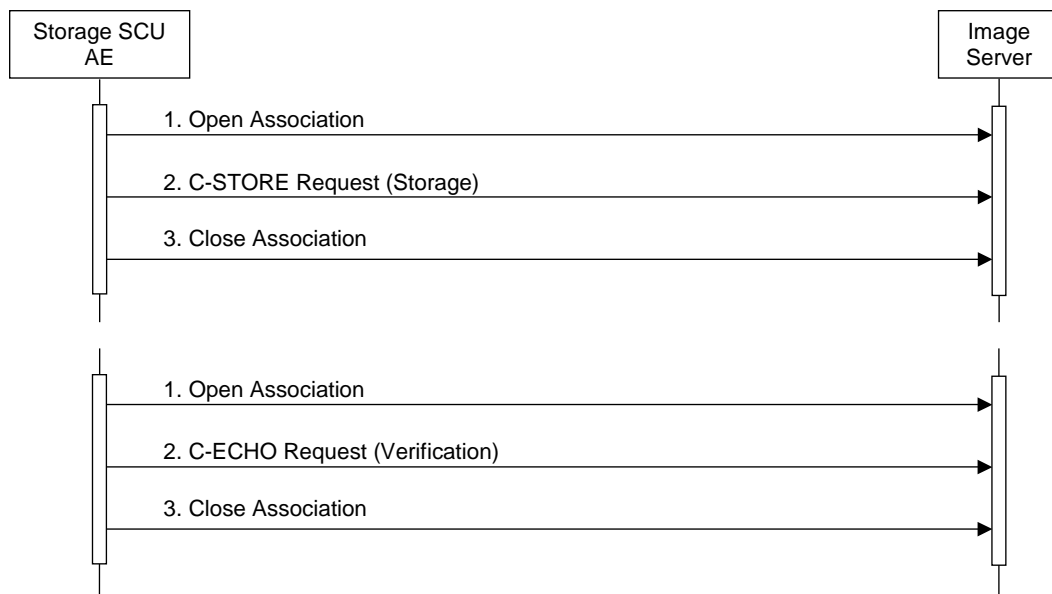 Storage SCU
AE
Image
Server
1. Open Association
2. C-STORE Request (Storage)
3. Close Association
1. Open Association
2. C-ECHO Request (Verification)
3. Close Association